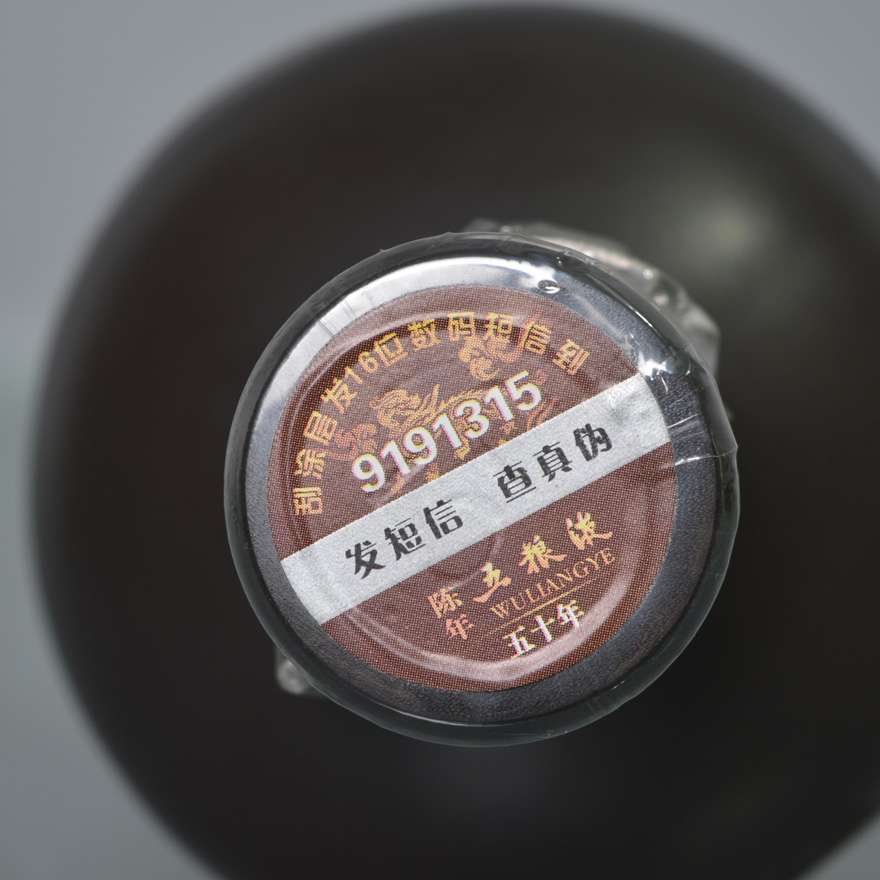 刮涂层发16位数码短信到
9191315
发短信 查真伪
陈年 五粮液
WULIANGYE
五十年